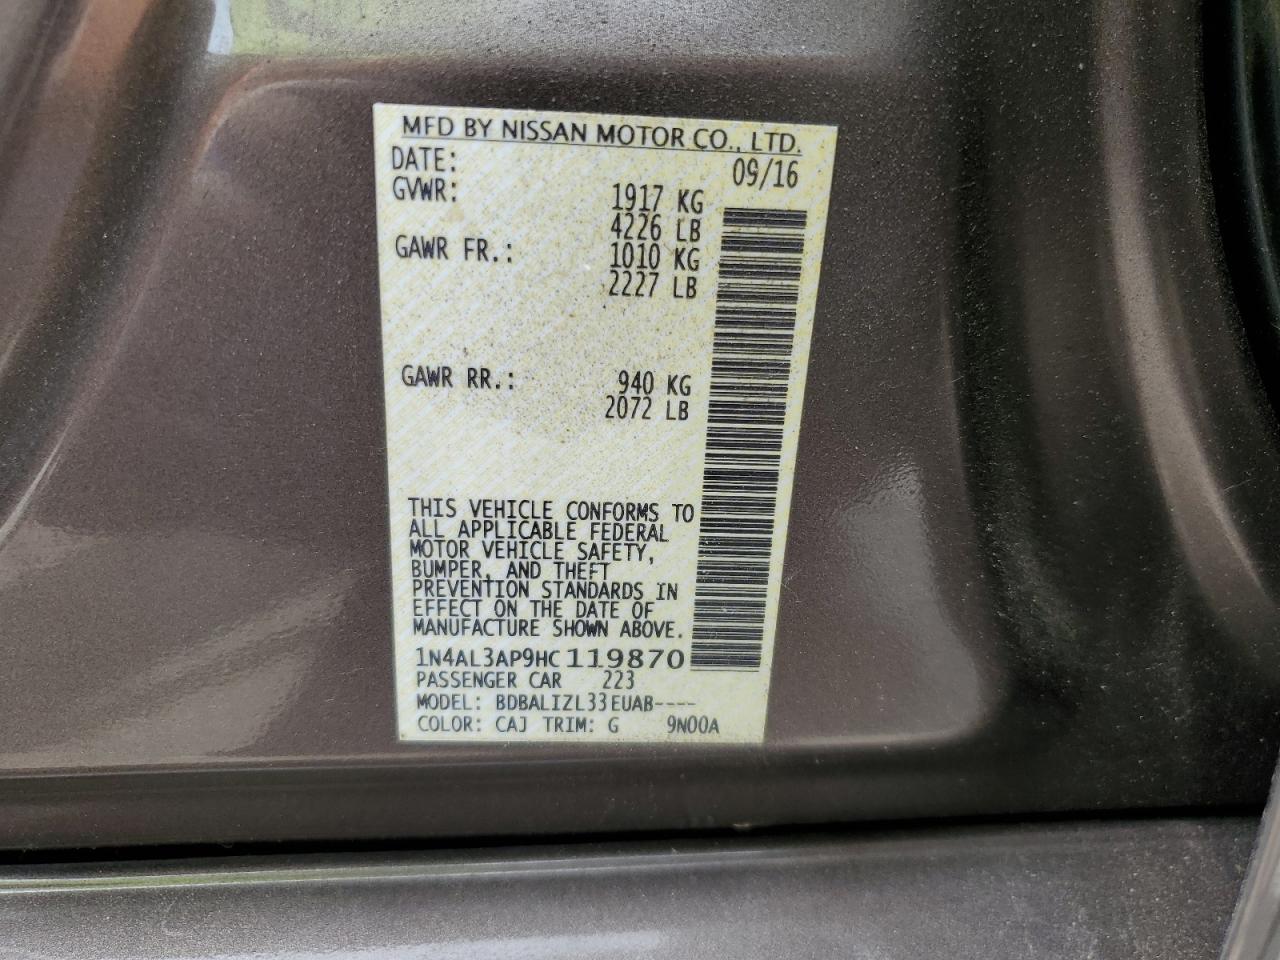 MFD BY NISSAN MOTOR CO., LTD.
DATE: 09/16
GVWR: 1917 KG
4226 LB
GAWR FR.: 1010 KG
2227 LB
GAWR RR.: 940 KG
2072 LB
THIS VEHICLE CONFORMS TO
ALL APPLICABLE FEDERAL
MOTOR VEHICLE SAFETY,
BUMPER, AND THEFT
PREVENTION STANDARDS IN
EFFECT ON THE DATE OF
MANUFACTURE SHOWN ABOVE.
1N4AL3AP9HC119870
PASSENGER CAR 223
MODEL: BDBALIZL33EUAB----
COLOR: CAJ TRIM: G 9N00A